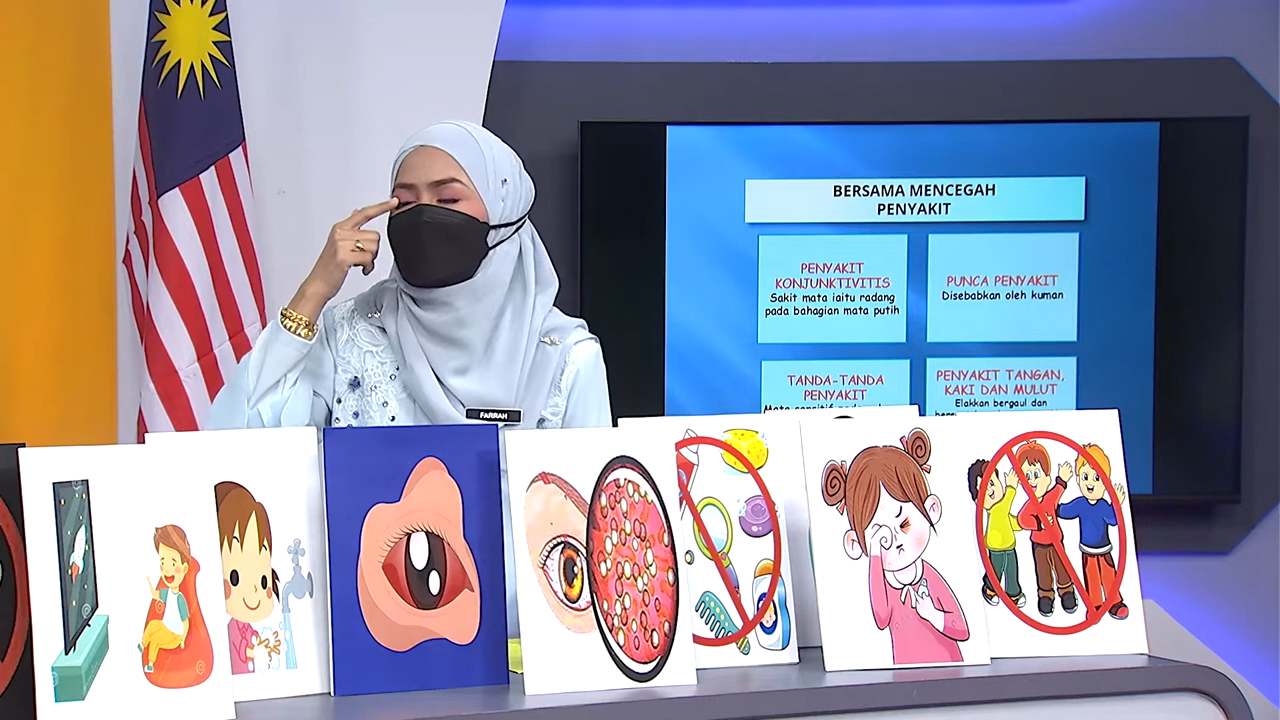 BERSAMA MENCEGAH
PENYAKIT
PENYAKIT
KONJUNKTIVITIS
Sakit mata iaitu radang
pada bahagian mata putih
PUNCA PENYAKIT
Disebabkan oleh kuman
TANDA-TANDA
PENYAKIT
PENYAKIT TANGAN,
KAKI DAN MULUT
Elakkan bergaul dan
FARRAH